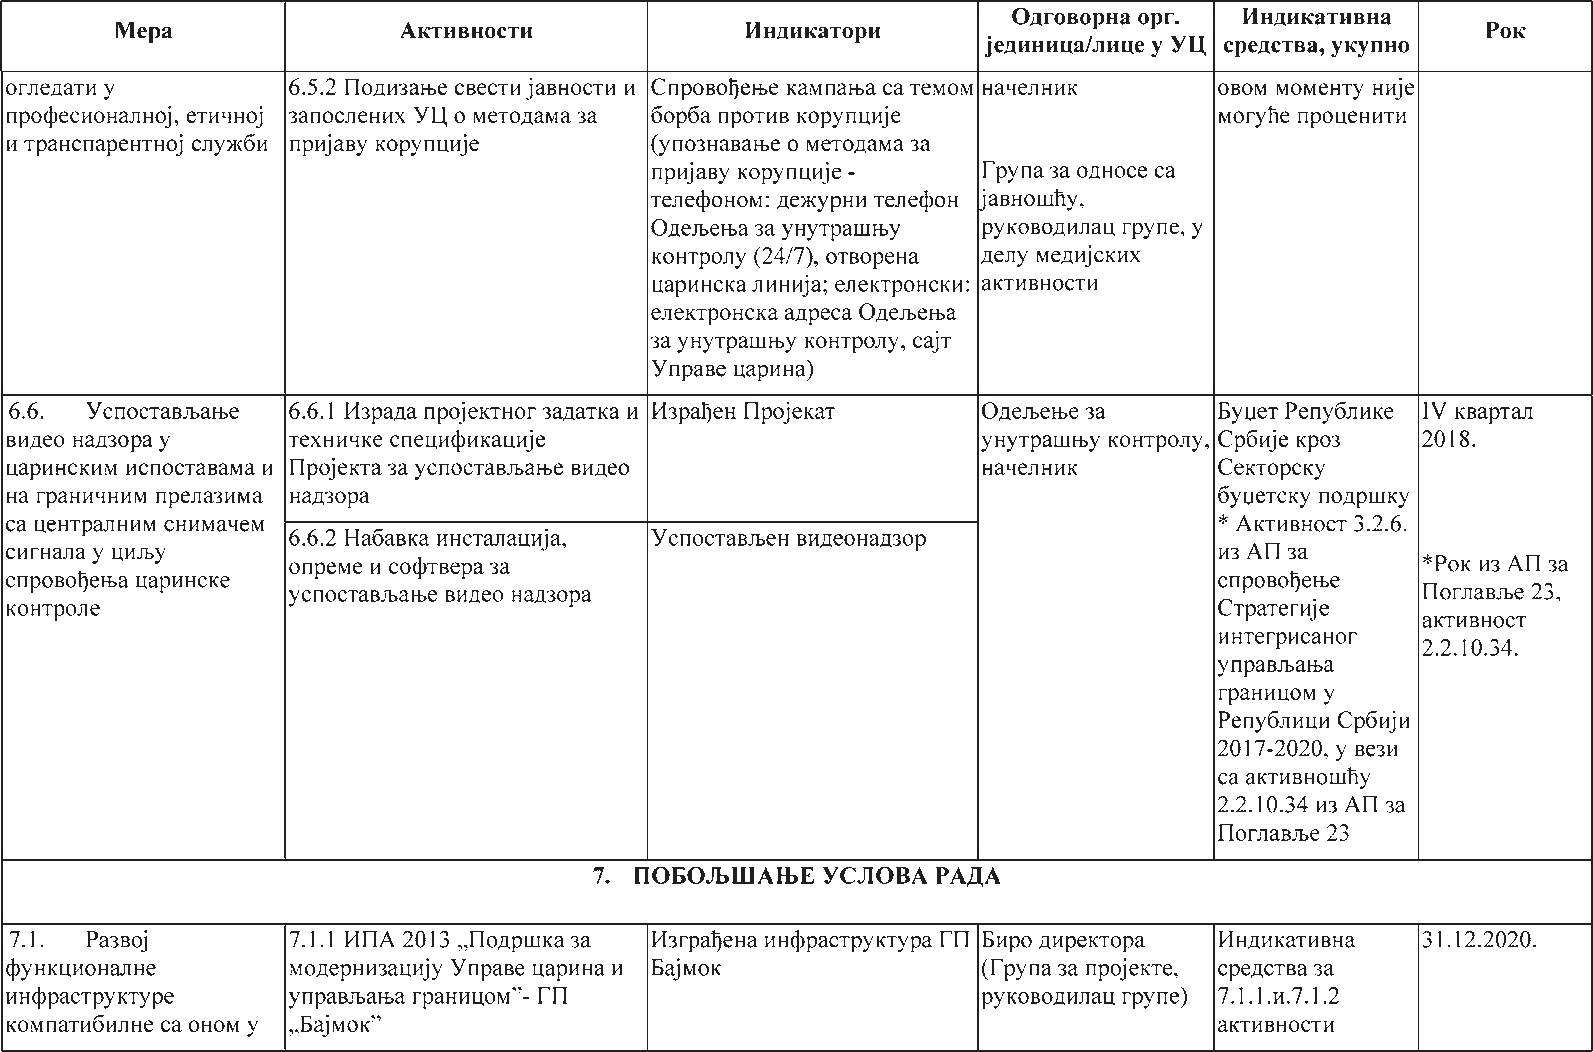 Мера
Активности
Индикатори
Одговорна орг.
јединица/лице у УЦ
Индикативна
средства, укупно
Рок
огледати у
професионалној, етичној
и транспарентној служби
6.5.2 Подизање свести јавности и
запослених УЦ о методама за
пријаву корупције
Спровођење кампања са темом
борба против корупције
(упознавање о методама за
пријаву корупције -
телефоном: дежурни телефон
Одељења за унутрашњу
контролу (24/7), отворена
царинска линија; електронски:
електронска адреса Одељења
за унутрашњу контролу, сајт
Управе царина)
начелник
Група за односе са
јавношћу,
руководилац групе, у
делу медијских
активности
овом моменту није
могуће проценити
6.6. Успостављање
видео надзора у
царинским испоставама и
на граничним прелазима
са централним снимачем
сигнала у циљу
спровођења царинске
контроле
6.6.1 Израда пројектног задатка и
техничке спецификације
Пројекта за успостављање видео
надзора
Израђен Пројекат
6.6.2 Набавка инсталација,
опреме и софтвера за
успостављање видео надзора
Успостављен видеонадзор
Одељење за
унутрашњу контролу,
начелник
Буџет Републике
Србије кроз
Секторску
буџетску подршку
* Активност 3.2.6.
из АП за
спровођење
Стратегије
интегрисаног
управљања
границом у
Републици Србији
2017-2020, у вези
са активношћу
2.2.10.34 из АП за
Поглавље 23
IV квартал
2018.
*Рок из АП за
Поглавље 23,
активност
2.2.10.34.
7. ПОБОЉШАЊЕ УСЛОВА РАДА
7.1. Развој
функционалне
инфраструктуре
компатибилне са оном у
7.1.1 ИПА 2013 „Подршка за
модернизацију Управе царина и
управљања границом”- ГП
„Бајмок”
Изграђена инфраструктура ГП
Бајмок
Биро директора
(Група за пројекте,
руководилац групе)
Индикативна
средства за
7.1.1.и.7.1.2
активности
31.12.2020.